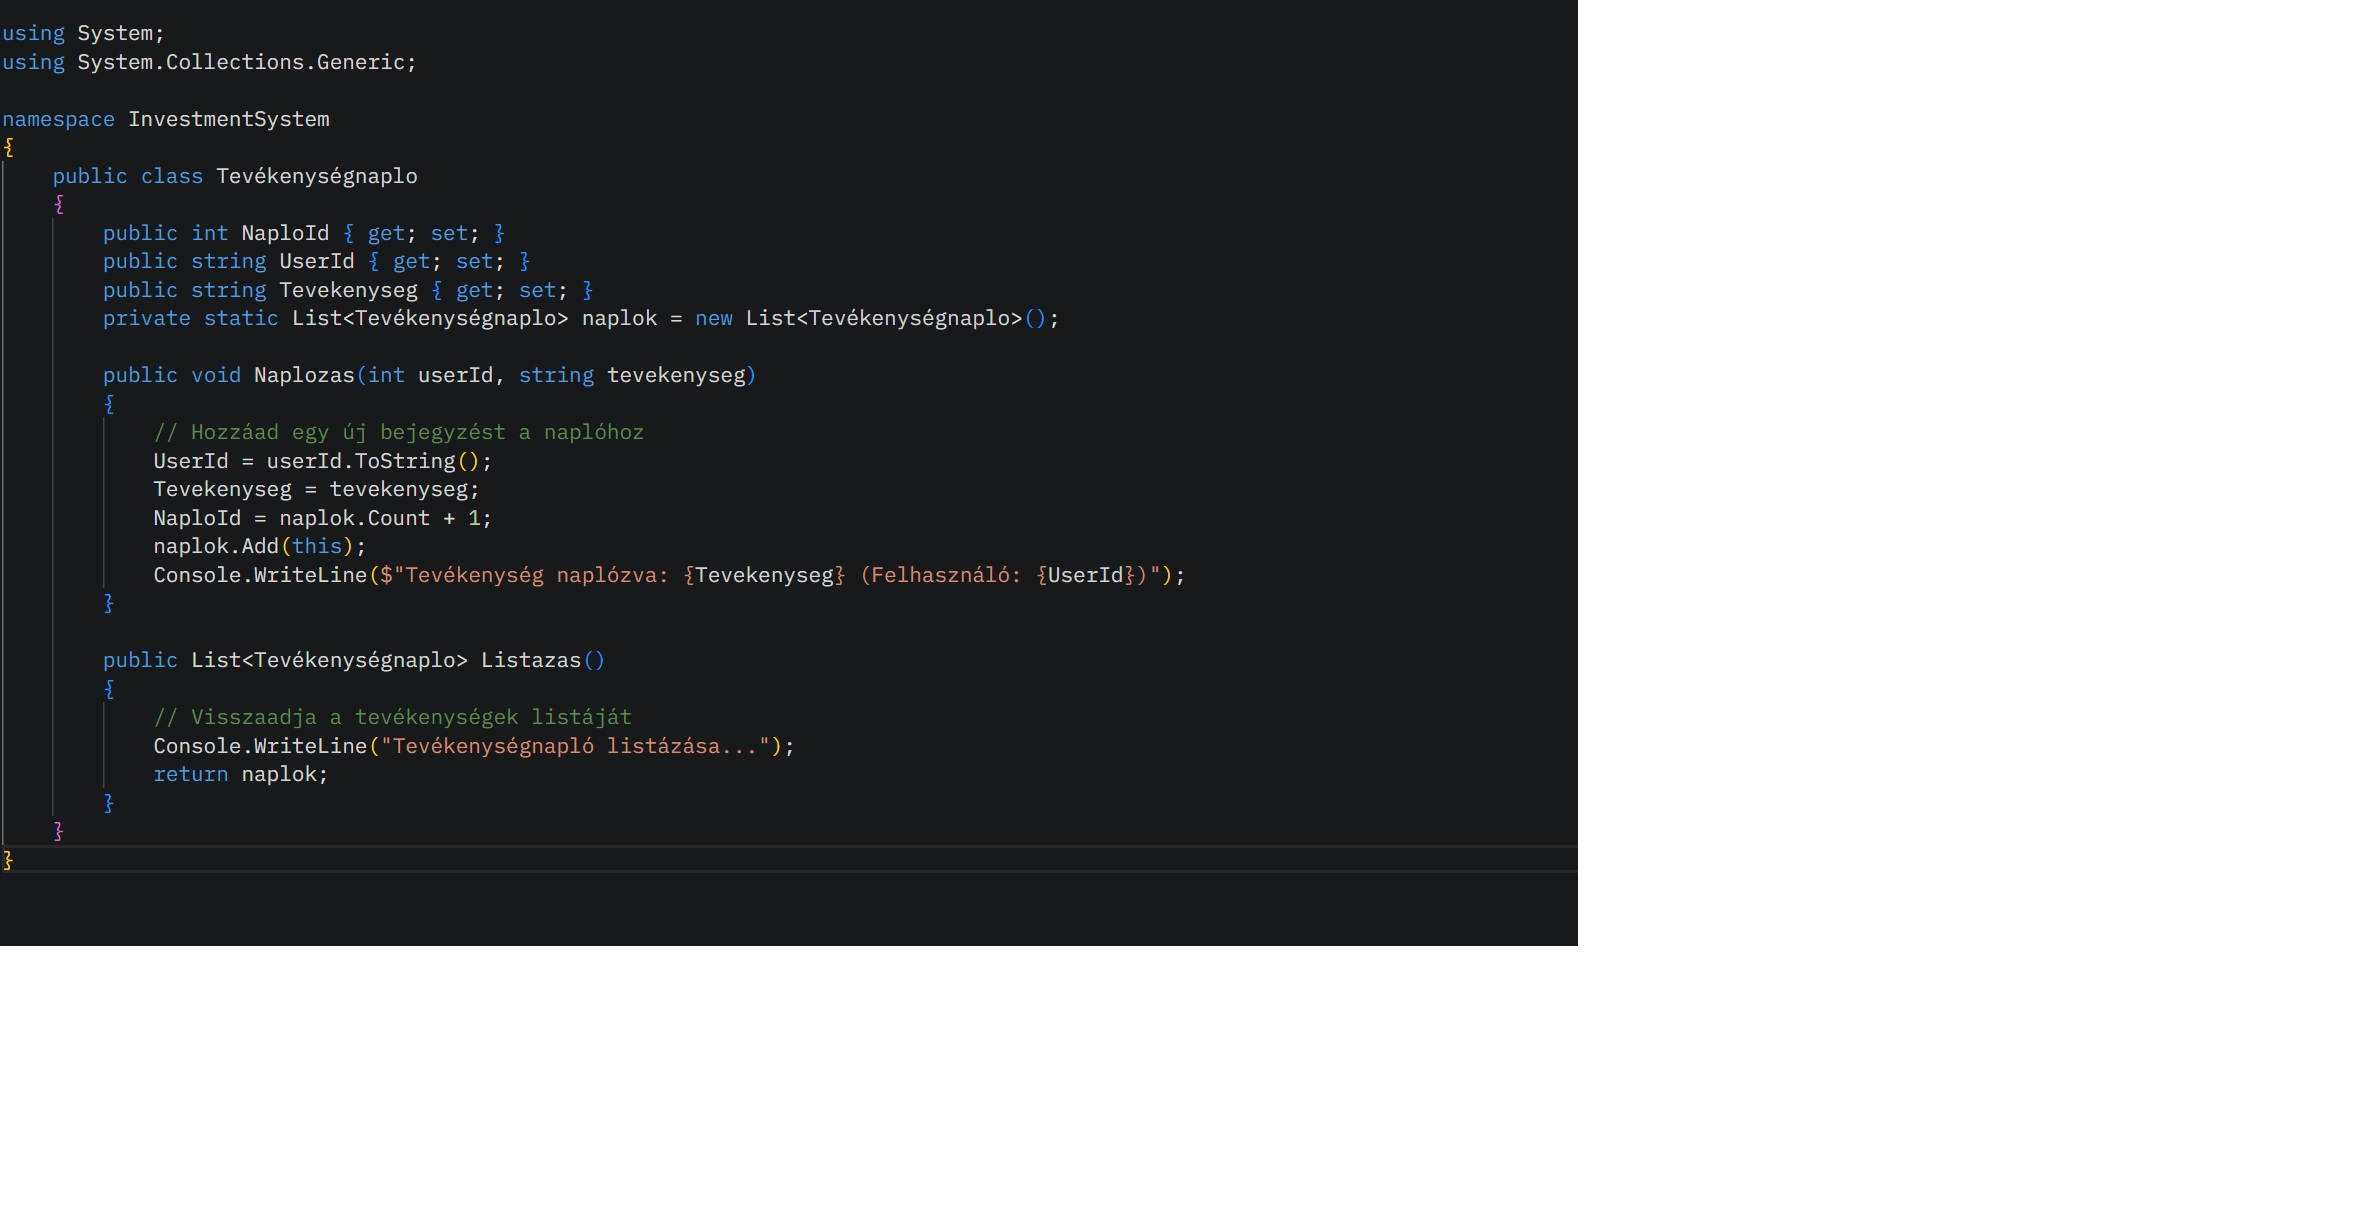 using System;
using System.Collections.Generic;
namespace InvestmentSystem
{
public class Tevékenységnaplo
{
public int NaploId { get; set; }
public string UserId { get; set; }
public string Tevekenyseg { get; set; }
private static List<Tevékenységnaplo> naplok = new List<Tevékenységnaplo>();
public void Naplozas(int userId, string tevekenyseg)
{
// Hozzáad egy új bejegyzést a naplóhoz
UserId = userId.ToString();
Tevekenyseg = tevekenyseg;
NaploId = naplok.Count + 1;
naplok.Add(this);
Console.WriteLine($"Tevékenység naplózva: {Tevekenyseg} (Felhasználó: {UserId})");
}
public List<Tevékenységnaplo> Listazas()
{
// Visszaadja a tevékenységek listáját
Console.WriteLine("Tevékenységnapló listázása...");
return naplok;
}
}
}